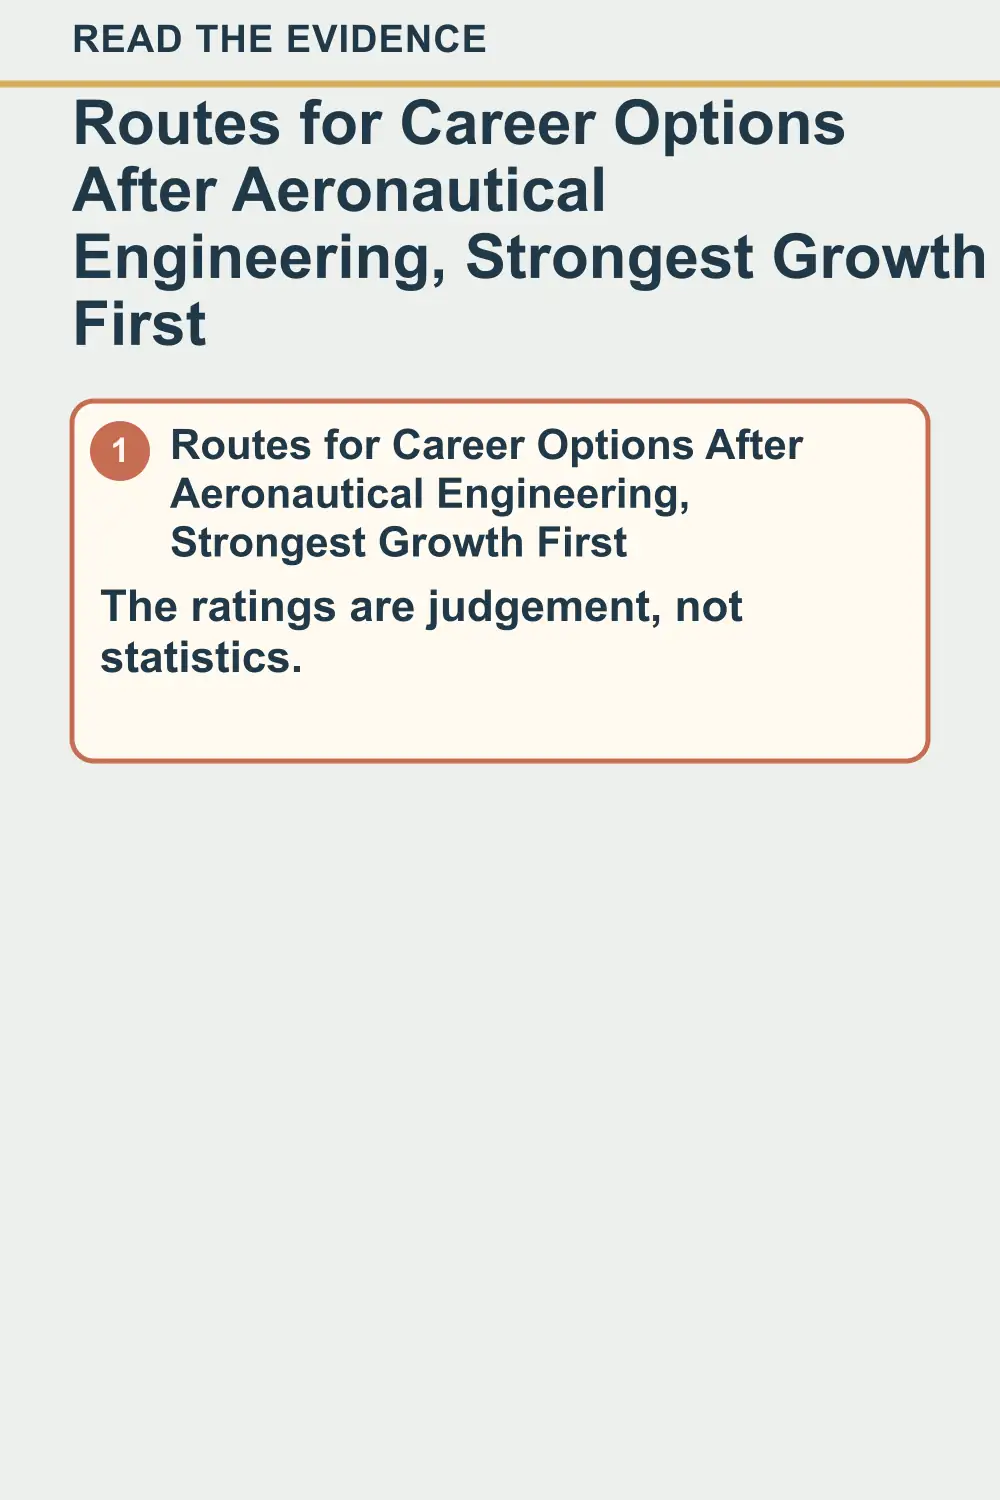 READ THE EVIDENCE
Routes for Career Options
After Aeronautical
Engineering, Strongest Growth
First
1
Routes for Career Options After
Aeronautical Engineering,
Strongest Growth First
The ratings are judgement, not
statistics.